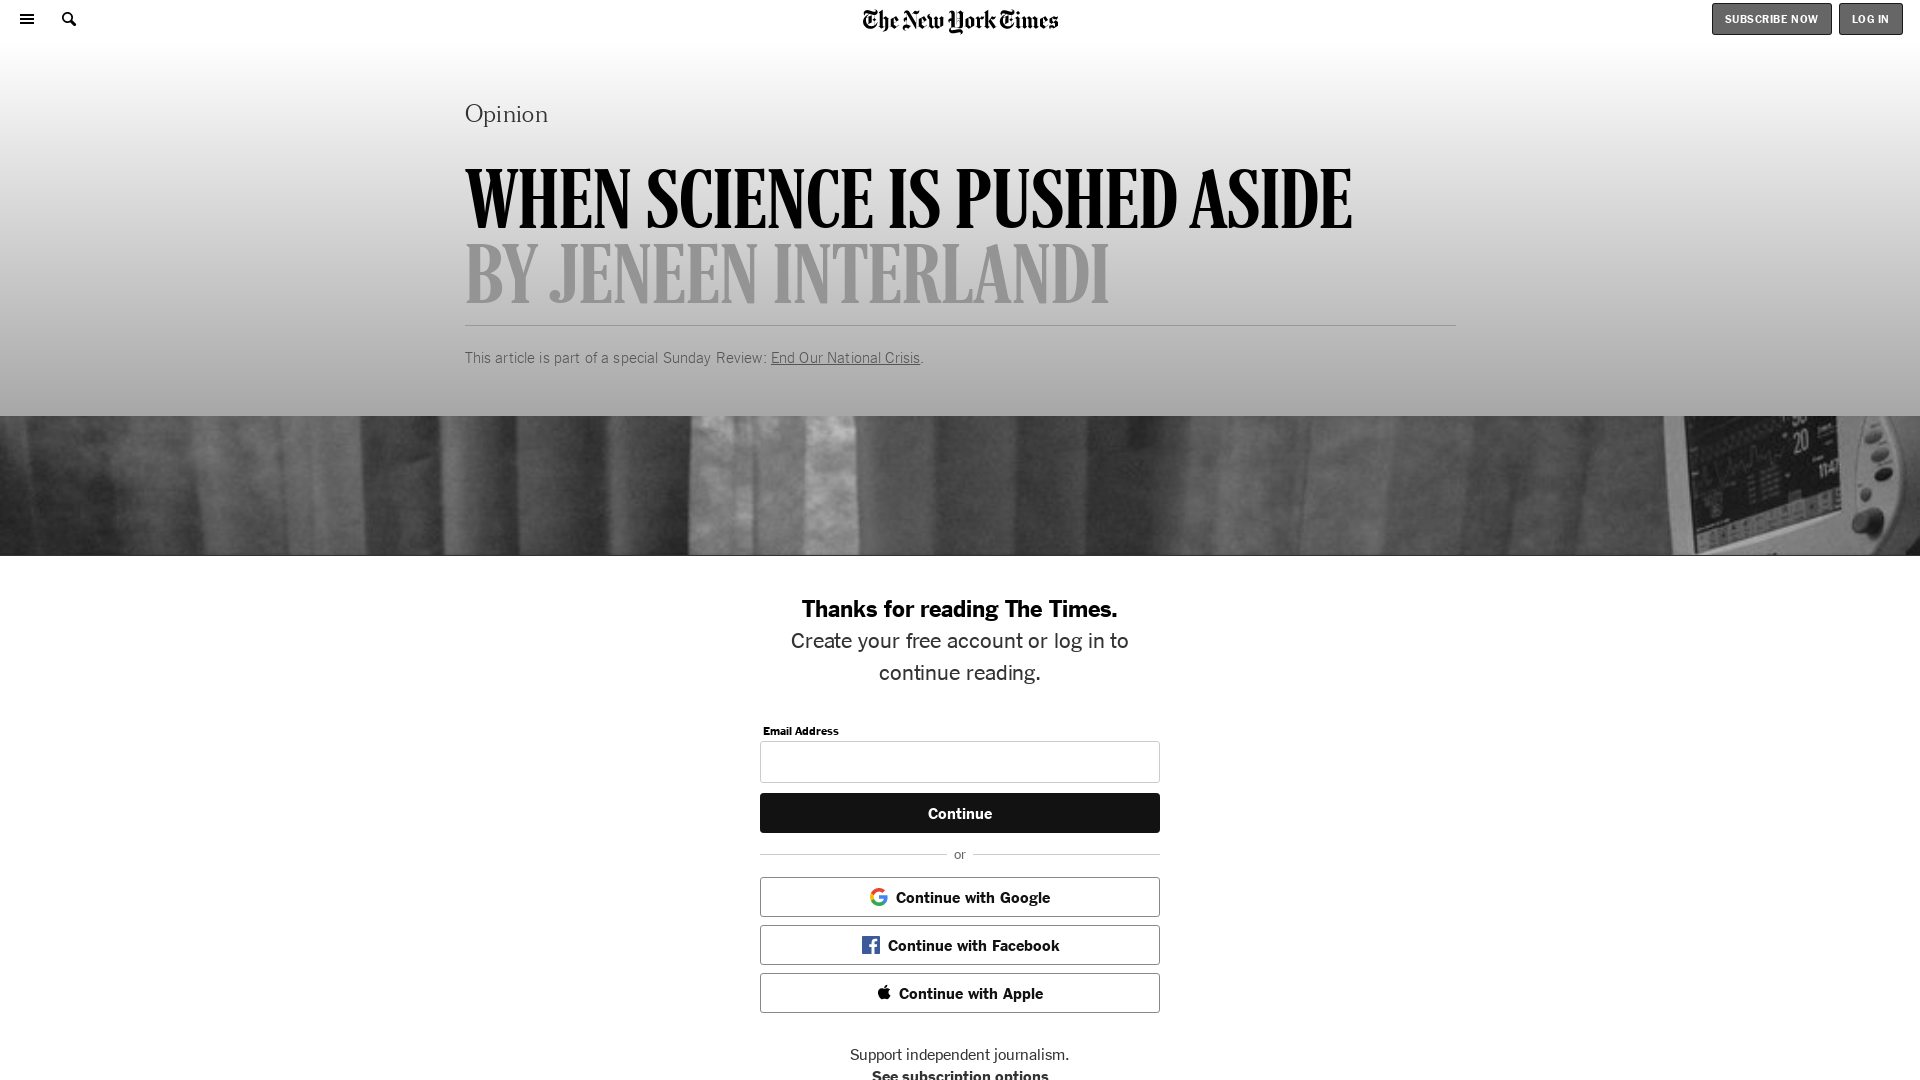 The New York Times
SUBSCRIBE NOW
LOG IN
Opinion
WHEN SCIENCE IS PUSHED ASIDE
BY JENEEN INTERLANDI
This article is part of a special Sunday Review: End Our National Crisis.
20
11:47
Thanks for reading The Times.
Create your free account or log in to
continue reading.
Email Address
Continue
or
Continue with Google
Continue with Facebook
Continue with Apple
Support independent journalism.
See subscription options